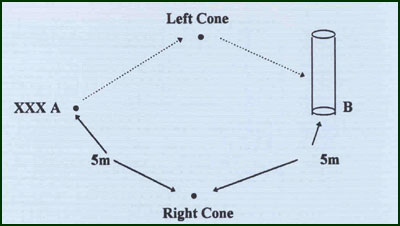 Left Cone
XXX A
B
5m
5m
Right Cone